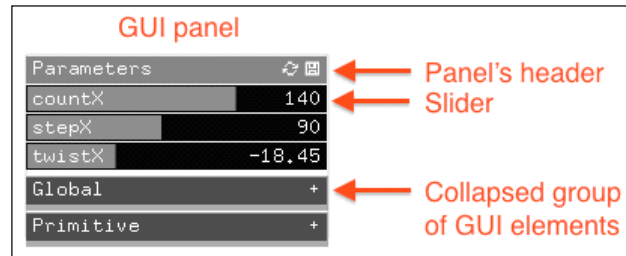 GUI panel
Parameters
Panel's header
countX 140
Slider
stepX 90
twistX -18.45
Global +
Collapsed group
of GUI elements
Primitive +